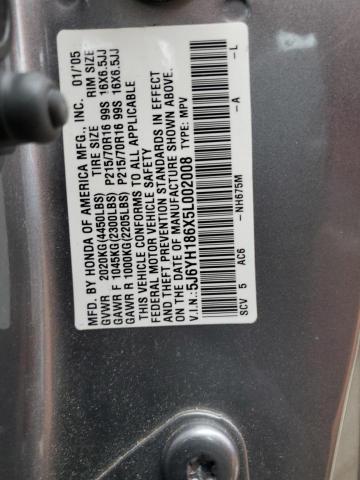 MFD. BY HONDA OF AMERICA MFG., INC. 01/'05
TIRE SIZE RIM SIZE
GVWR 2020KG(4450LBS)
GAWR F 1045KG(2300LBS) P215/70R16 99S 16X6.5JJ
GAWR R 1000KG(2205LBS) P215/70R16 99S 16X6.5JJ
THIS VEHICLE CONFORMS TO ALL APPLICABLE
FEDERAL MOTOR VEHICLE SAFETY
AND THEFT PREVENTION STANDARDS IN EFFECT
ON THE DATE OF MANUFACTURE SHOWN ABOVE.
V.I.N.: 5J6YH186X5L002008 TYPE: MPV
SCV 5 AC6 -NH675M -A -L